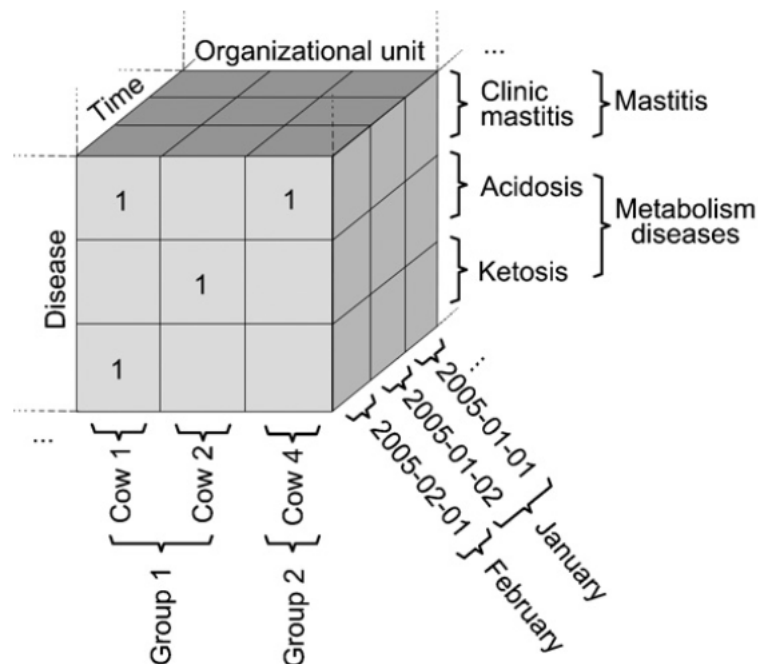 Organizational unit
...
Time
Clinic
mastitis
Mastitis
1
1
Acidosis
Metabolism
diseases
Disease
1
Ketosis
1
...
...
2005-01-01
2005-01-02
2005-02-01
January
February
Cow 1
Cow 2
Cow 4
Group 1
Group 2